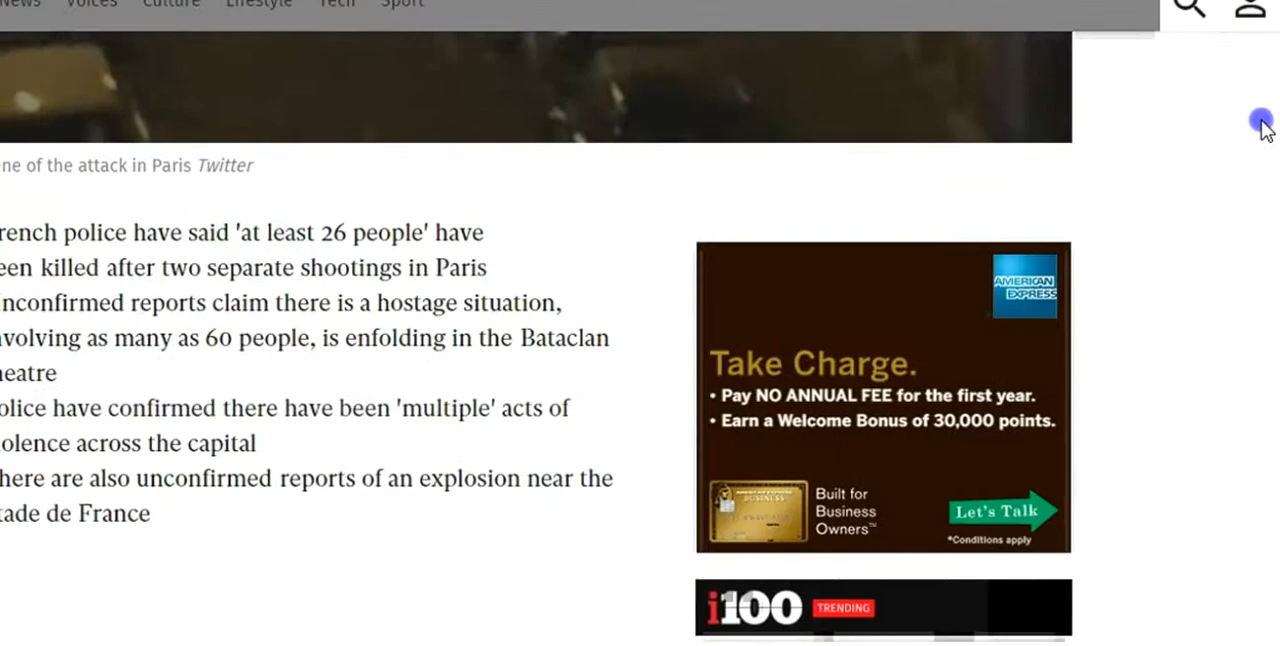 News Voices Culture Lifestyle Tech Sport
ne of the attack in Paris Twitter
rench police have said 'at least 26 people' have
een killed after two separate shootings in Paris
nconfirmed reports claim there is a hostage situation,
nvolving as many as 60 people, is enfolding in the Bataclan
heatre
olice have confirmed there have been 'multiple' acts of
iolence across the capital
here are also unconfirmed reports of an explosion near the
tade de France
AMERICAN
EXPRESS
Take Charge.
• Pay NO ANNUAL FEE for the first year.
• Earn a Welcome Bonus of 30,000 points.
Built for
Business
Owners™
Let's Talk
*Conditions apply
i100 TRENDING